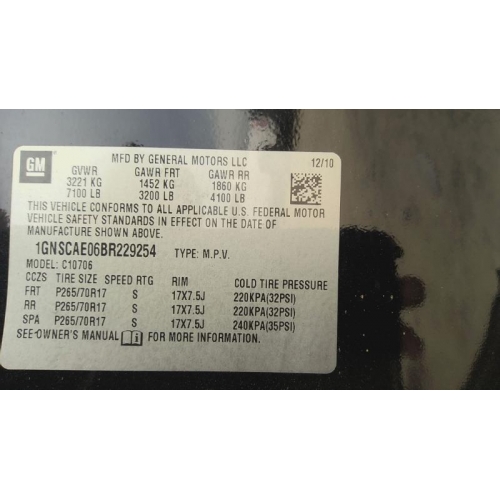 MFD BY GENERAL MOTORS LLC 12/10
GM
GVWR GAWR FRT GAWR RR
3221 KG 1452 KG 1860 KG
7100 LB 3200 LB 4100 LB
THIS VEHICLE CONFORMS TO ALL APPLICABLE U.S. FEDERAL MOTOR
VEHICLE SAFETY STANDARDS IN EFFECT ON THE DATE OF
MANUFACTURE SHOWN ABOVE.
1GNSCAE06BR229254 TYPE: M.P.V.
MODEL: C10706
CCZS TIRE SIZE SPEED RTG RIM COLD TIRE PRESSURE
FRT P265/70R17 S 17X7.5J 220KPA(32PSI)
RR P265/70R17 S 17X7.5J 220KPA(32PSI)
SPA P265/70R17 S 17X7.5J 240KPA(35PSI)
SEE OWNER'S MANUAL FOR MORE INFORMATION.